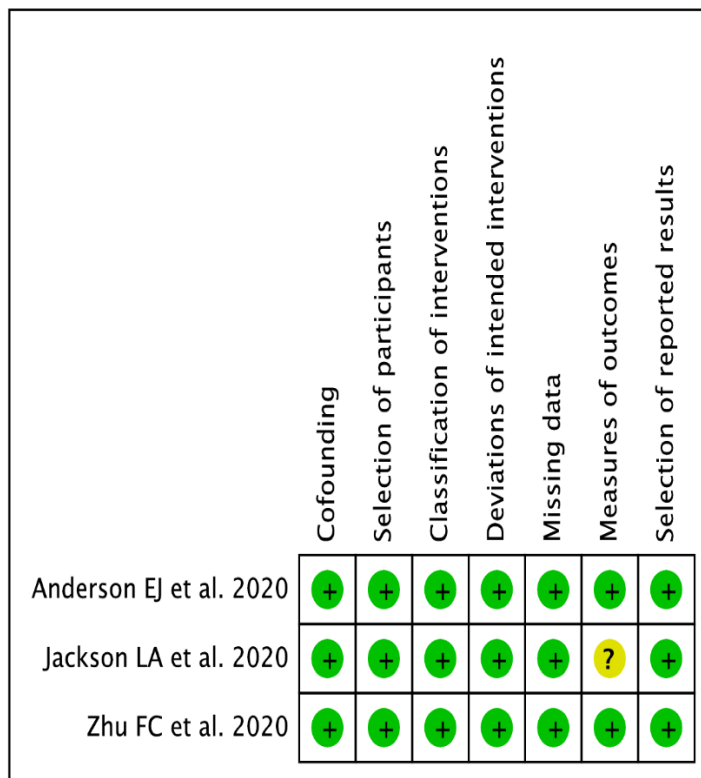 Cofounding
Selection of participants
Classification of interventions
Deviations of intended interventions
Missing data
Measures of outcomes
Selection of reported results
Anderson EJ et al. 2020 + + + + + + +
Jackson LA et al. 2020 + + + + + ? +
Zhu FC et al. 2020 + + + + + + +